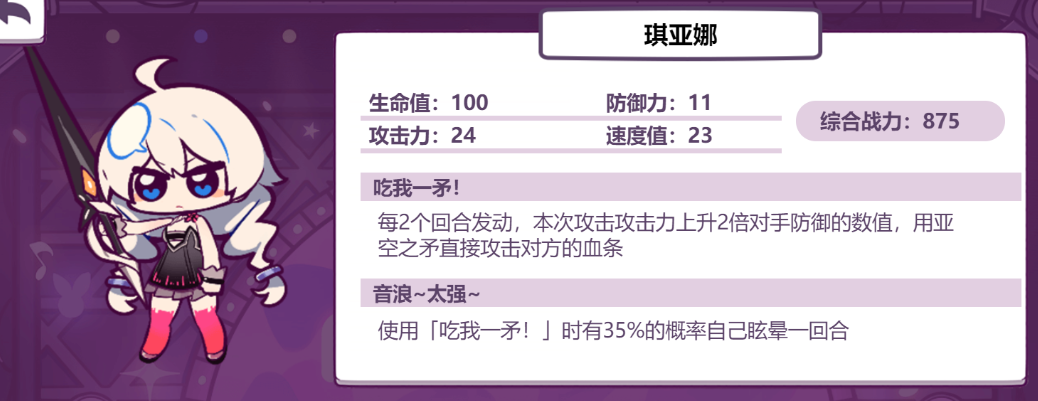 琪亚娜
生命值：100
防御力：11
攻击力：24
速度值：23
综合战力：875
吃我一矛！
每2个回合发动，本次攻击攻击力上升2倍对手防御的数值，用亚
空之矛直接攻击对方的血条
音浪~太强~
使用「吃我一矛！」时有35%的概率自己眩晕一回合